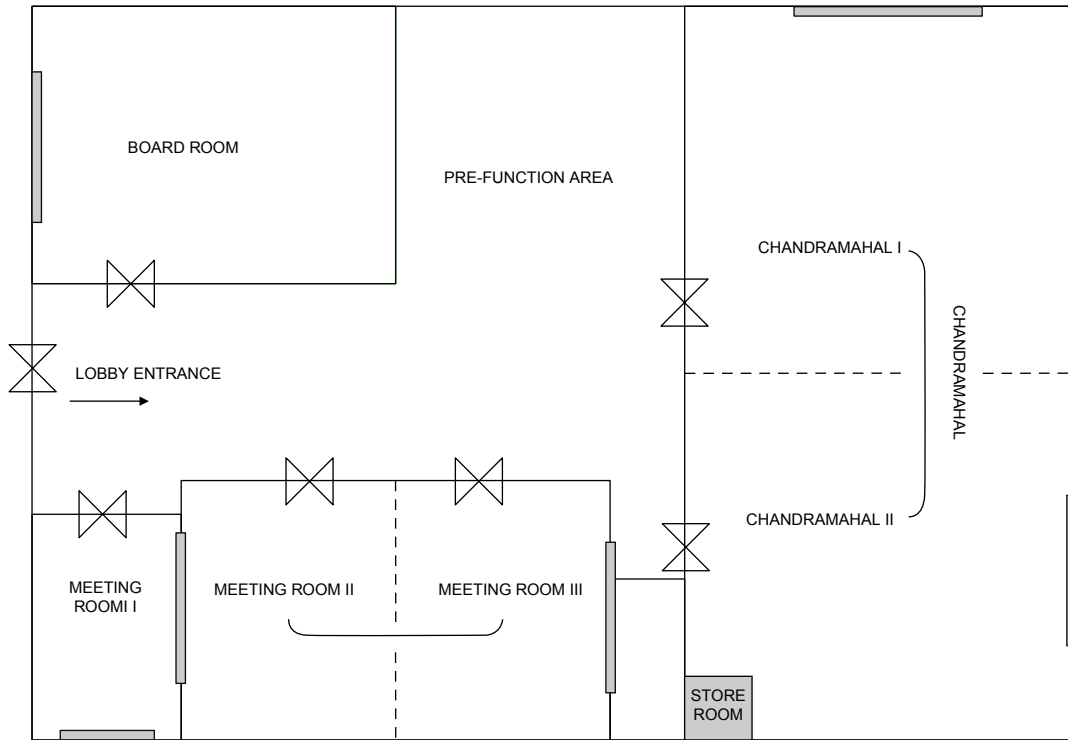 BOARD ROOM
PRE-FUNCTION AREA
CHANDRAMAHAL I
CHANDRAMAHAL
LOBBY ENTRANCE
CHANDRAMAHAL II
MEETING
ROOMI I
MEETING ROOM II
MEETING ROOM III
STORE
ROOM